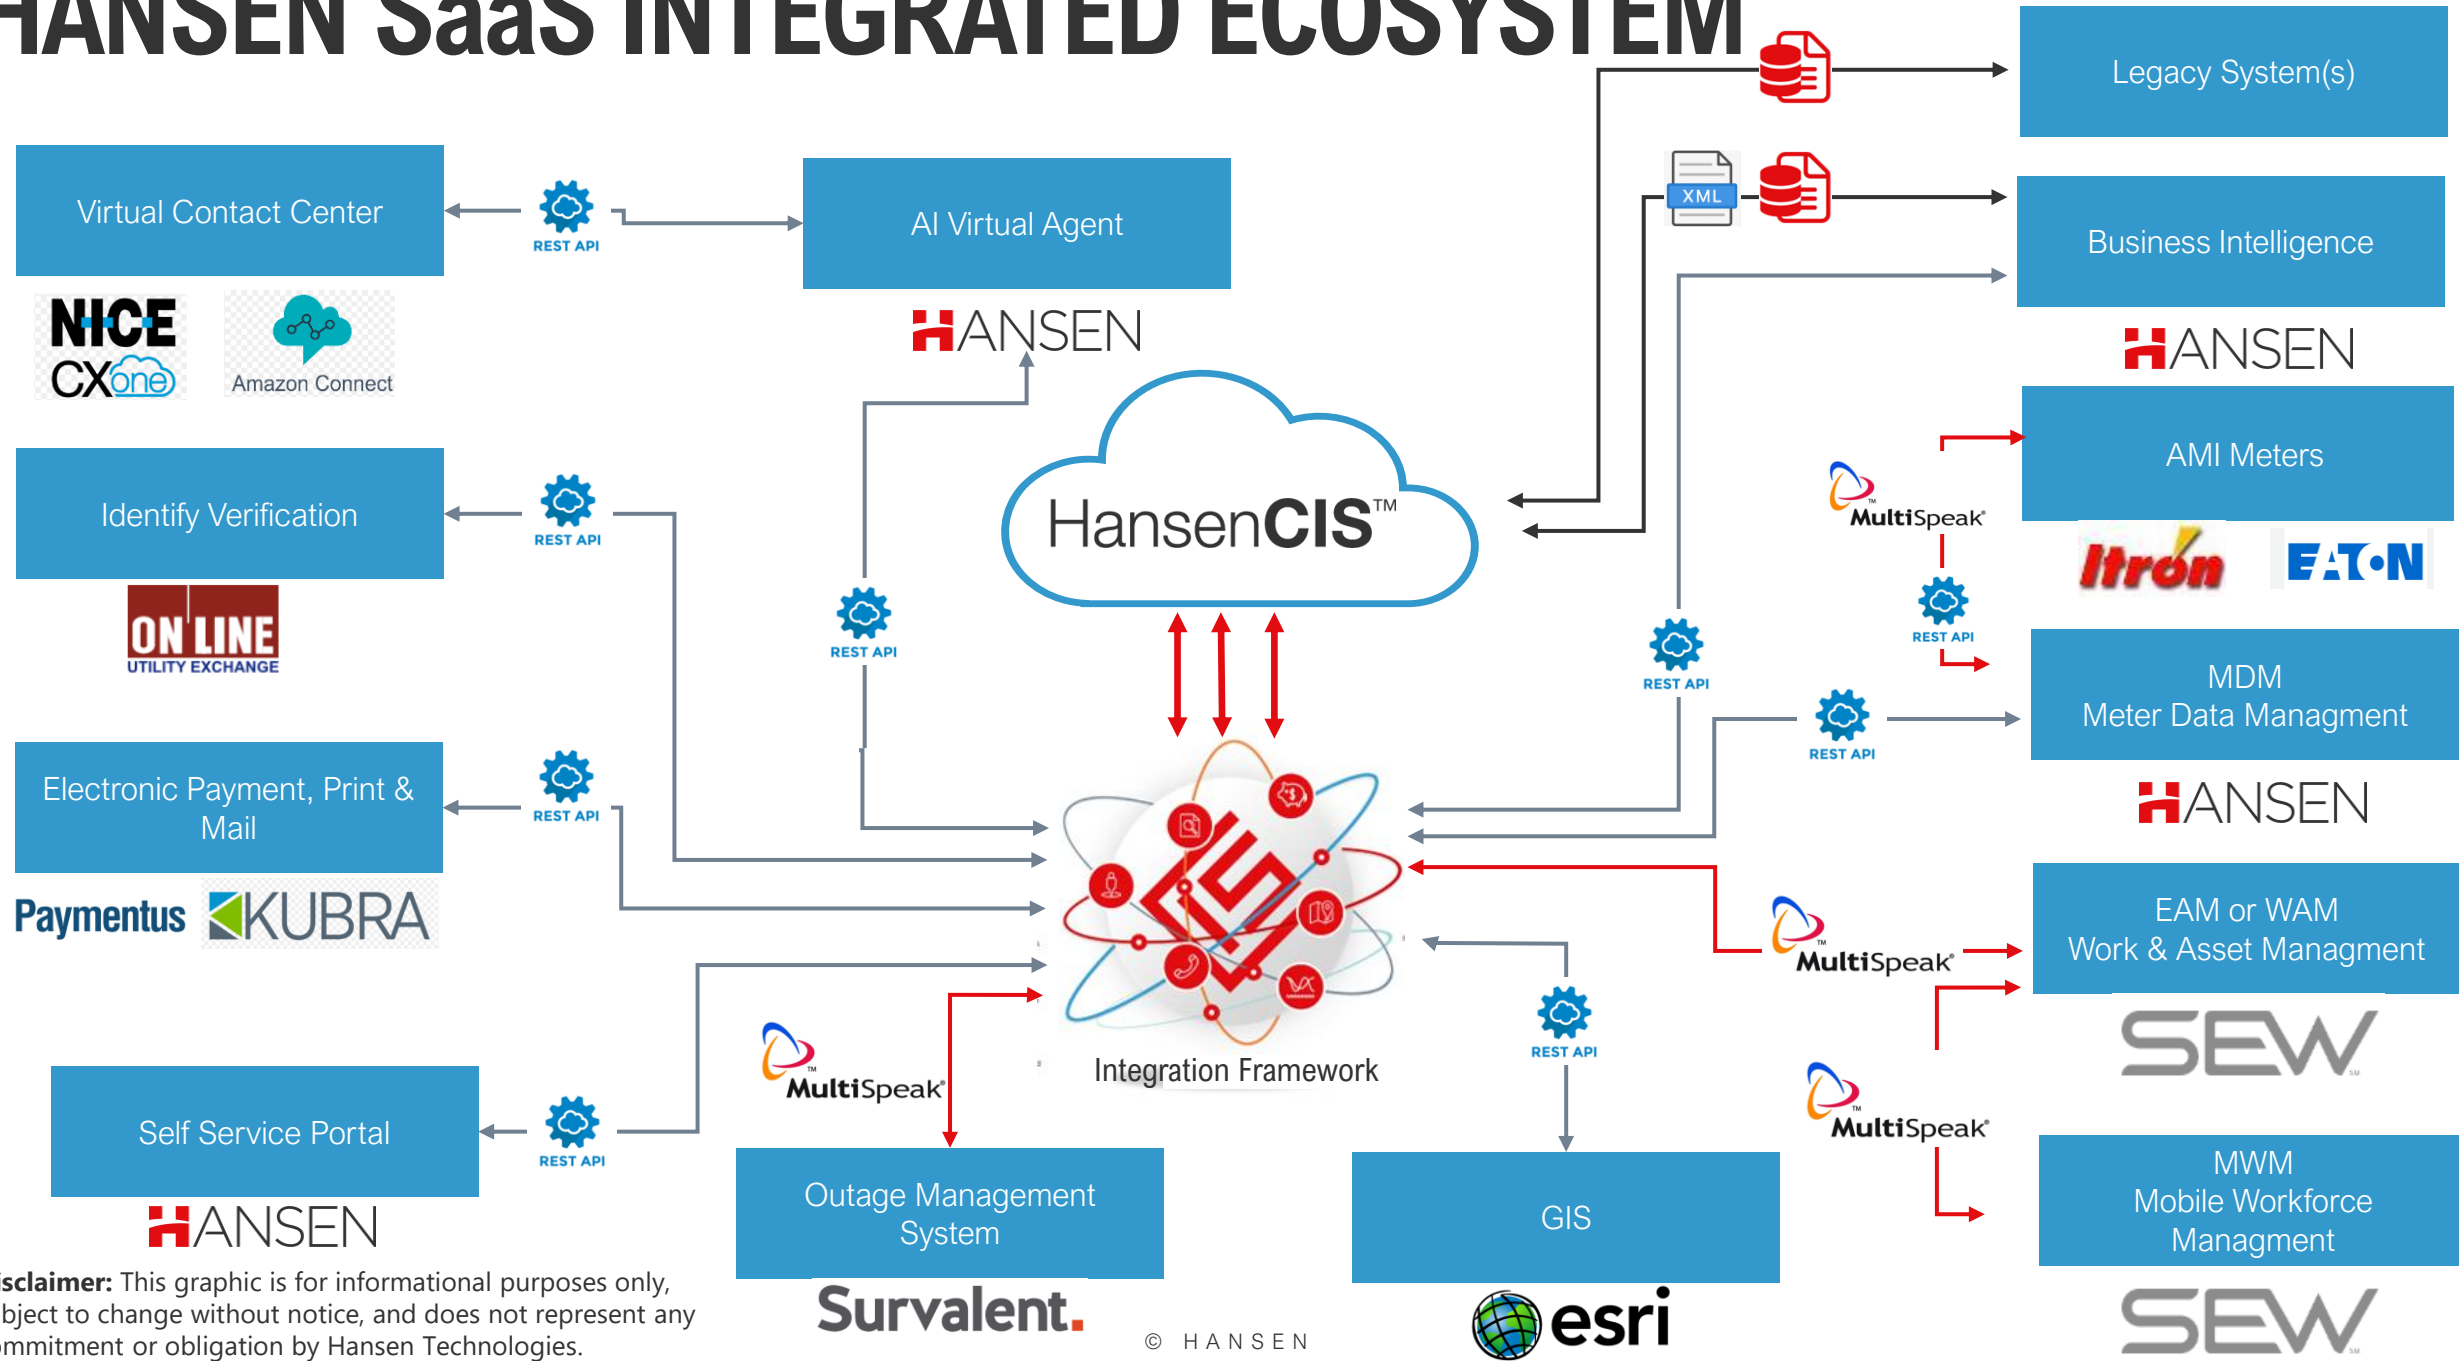 HANSEN SaaS INTEGRATED ECOSYSTEM
Legacy System(s)
XML
Business Intelligence
HANSEN
Virtual Contact Center
REST API
AI Virtual Agent
HANSEN
NICE
CXone
Amazon Connect
AMI Meters
MultiSpeak®
Itron
EATON
Identify Verification
REST API
ON LINE
UTILITY EXCHANGE
HansenCIS™
REST API
REST API
REST API
MDM
Meter Data Managment
REST API
HANSEN
Electronic Payment, Print &
Mail
REST API
Paymentus
KUBRA
EAM or WAM
Work & Asset Managment
™
MultiSpeak®
SEW
Integration Framework
REST API
™
MultiSpeak®
Self Service Portal
REST API
HANSEN
™
MultiSpeak®
Outage Management
System
Survalent.
GIS
esri
MWM
Mobile Workforce
Managment
SEW
isclaimer: This graphic is for informational purposes only,
bject to change without notice, and does not represent any
ommitment or obligation by Hansen Technologies.
© HANSEN